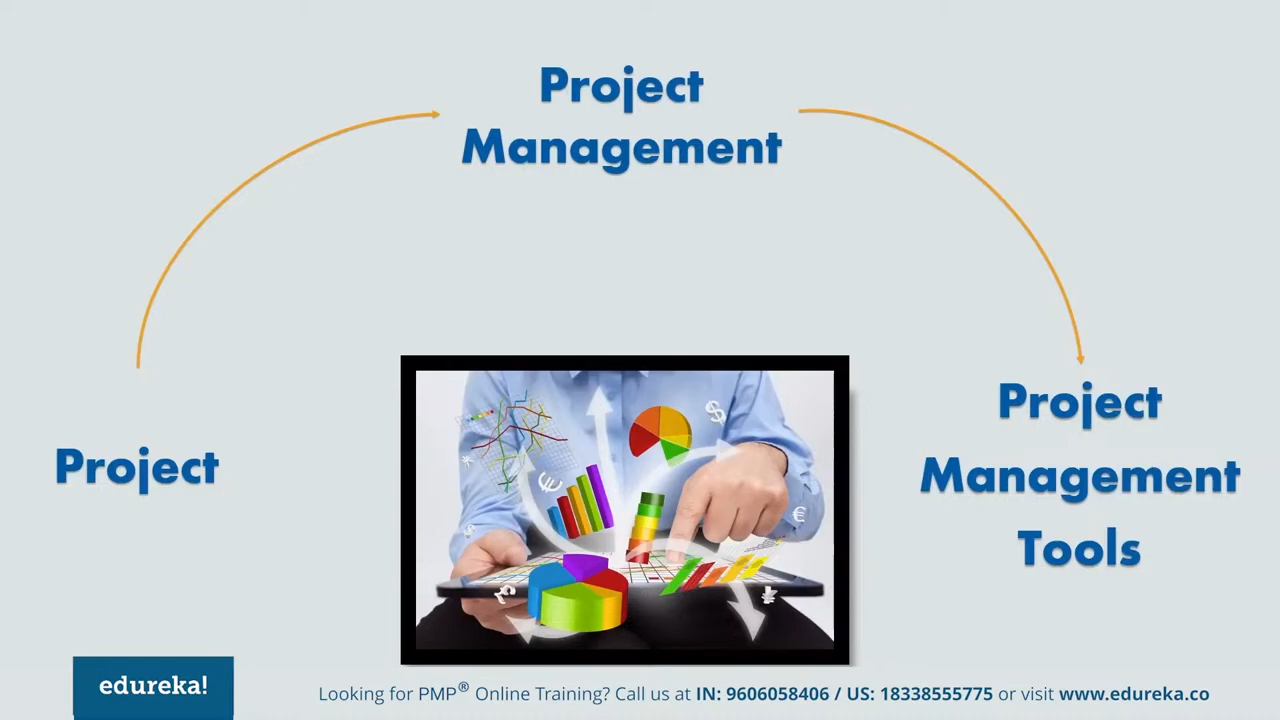 Project
Management
Project
Project
Management
Tools
edureka!
Looking for PMP® Online Training? Call us at IN: 9606058406 / US: 18338555775 or visit www.edureka.co